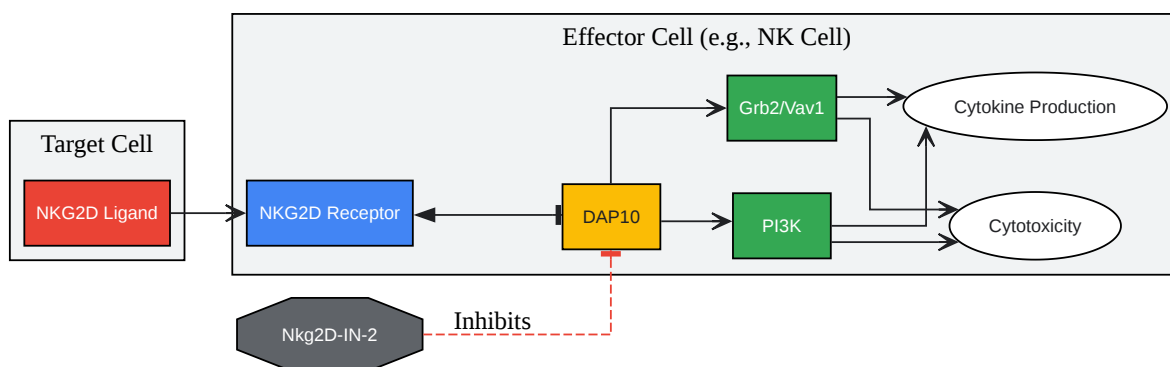 Effector Cell (e.g., NK Cell)
Grb2/Vav1
Cytokine Production
Target Cell
NKG2D Ligand
NKG2D Receptor
DAP10
PI3K
Cytotoxicity
Inhibits
Nkg2D-IN-2